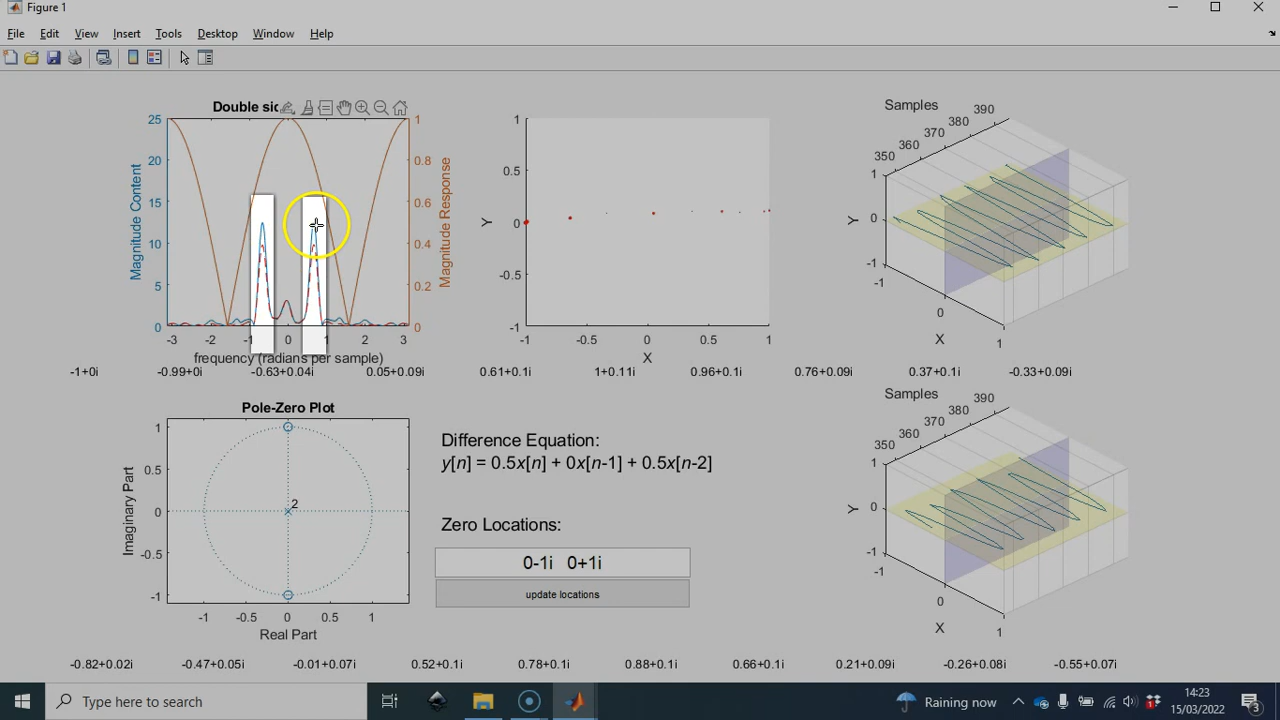 Figure 1
File Edit View Insert Tools Desktop Window Help
Double sic
Magnitude Content
25
20
15
10
5
0
1
0.8
0.6
0.4
0.2
0
Magnitude Response
-3 -2 -1 0 1 2 3
frequency (radians per sample)
Y
1
0.5
0
-0.5
-1
-1 -0.5 0 0.5 1
X
Samples
350 360 370 380 390
Y
1
0
-1
-1
0
1
X
-1+0i -0.99+0i -0.63+0.04i 0.05+0.09i 0.61+0.1i 1+0.11i 0.96+0.1i 0.76+0.09i 0.37+0.1i -0.33+0.09i
Pole-Zero Plot
Imaginary Part
1
0.5
0
-0.5
-1
2
-1 -0.5 0 0.5 1
Real Part
Difference Equation:
y[n] = 0.5x[n] + 0x[n-1] + 0.5x[n-2]
Zero Locations:
0-1i 0+1i
update locations
Samples
350 360 370 380 390
Y
1
0
-1
-1
0
1
X
-0.82+0.02i -0.47+0.05i -0.01+0.07i 0.52+0.1i 0.78+0.1i 0.88+0.1i 0.66+0.1i 0.21+0.09i -0.26+0.08i -0.55+0.07i
Type here to search
Raining now
14:23
15/03/2022
3